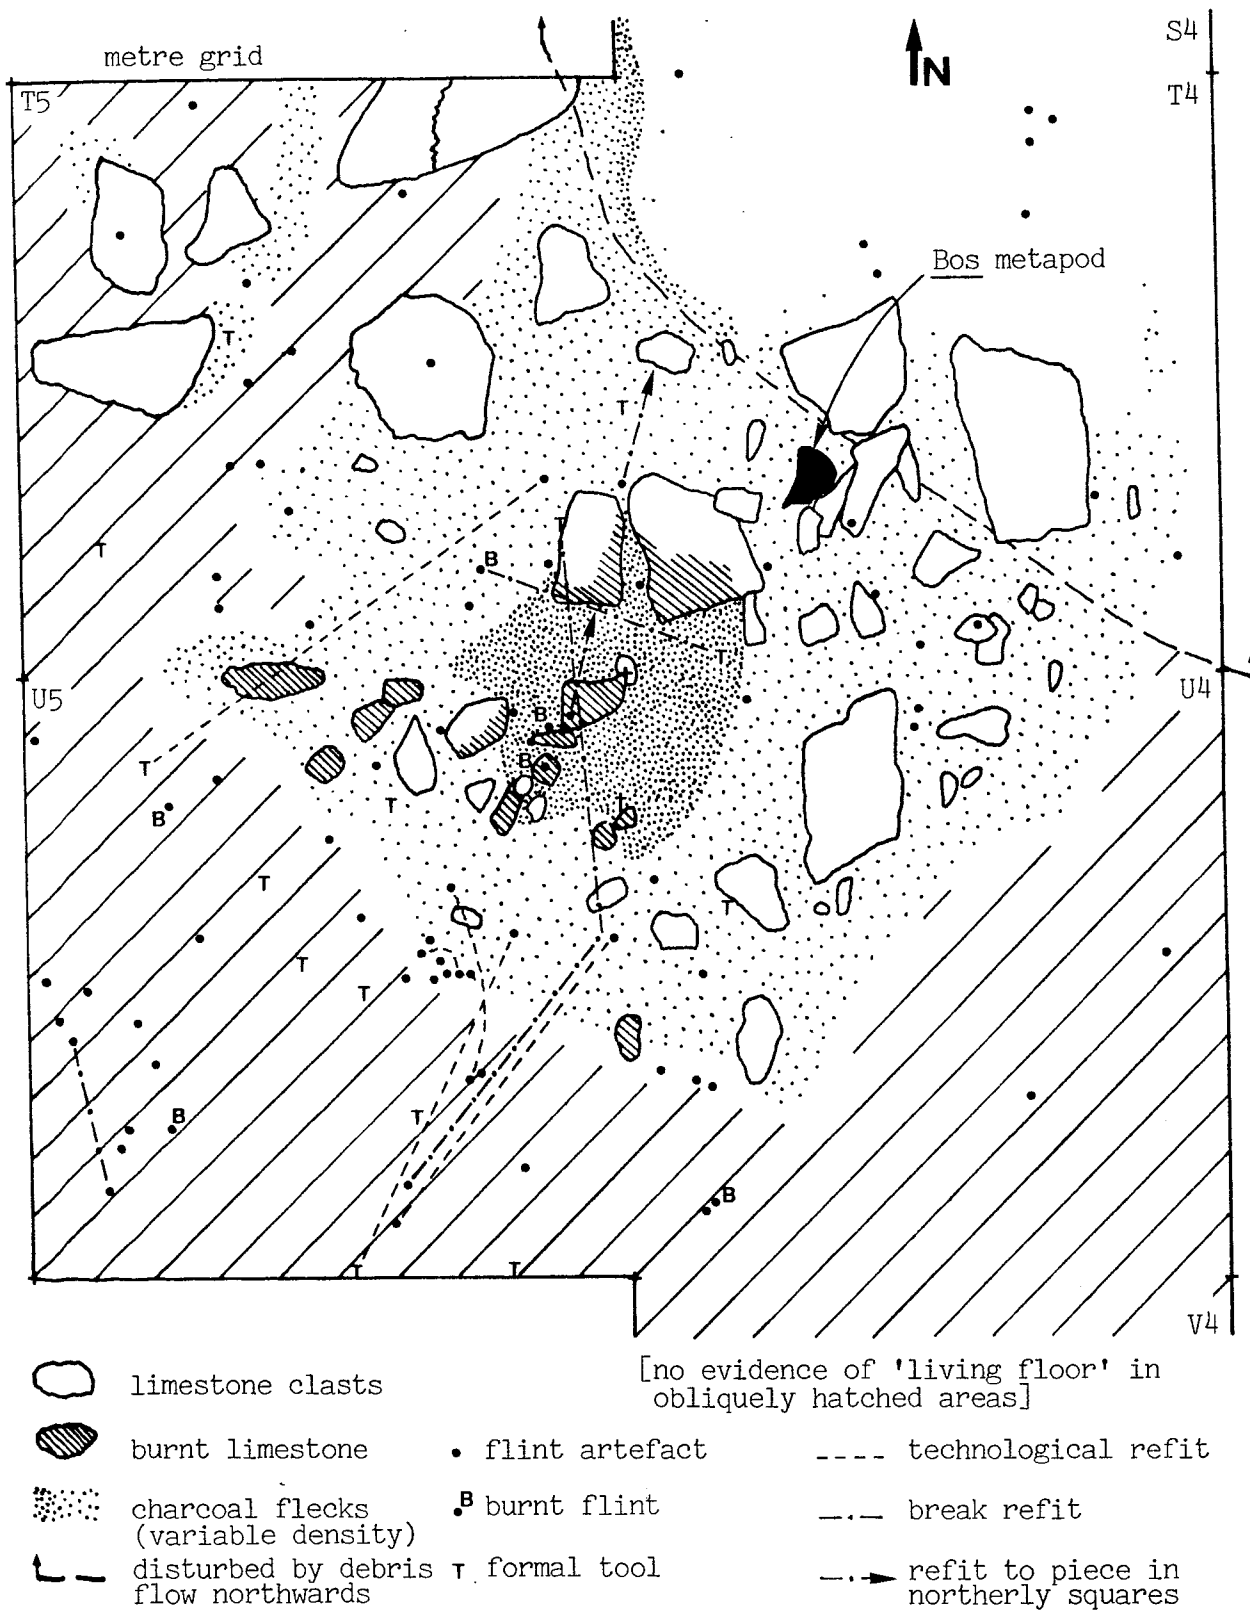 metre grid
N
S4
T4
T5
Bos metapod
T
T
T
T
B
T
U5
U4
B
T
B
T
T
B
T
T
T
T
T
T
B
B
T
T
V4
limestone clasts
[no evidence of 'living floor' in
obliquely hatched areas]
burnt limestone
flint artefact
technological refit
charcoal flecks
(variable density)
B burnt flint
break refit
disturbed by debris
flow northwards
T formal tool
refit to piece in
northerly squares